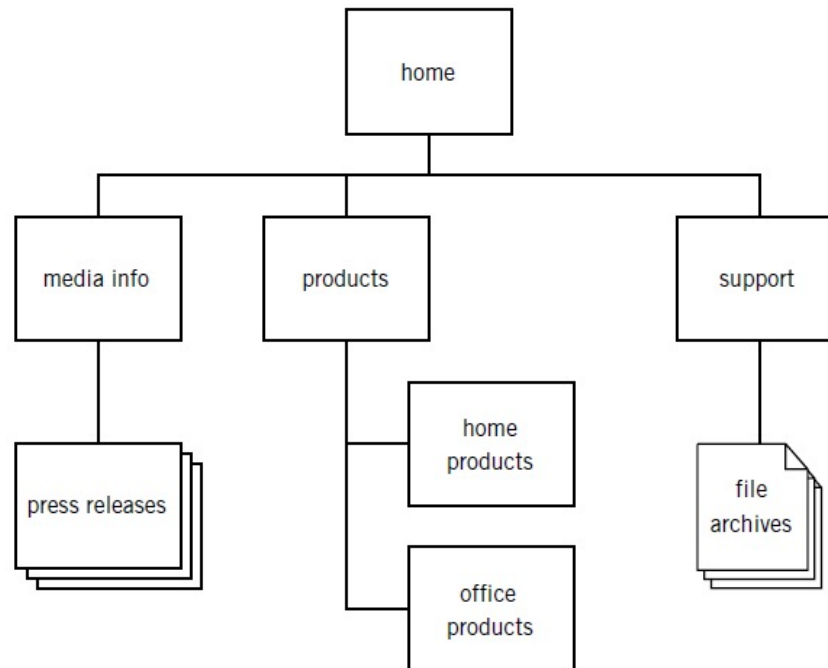 home
media info
products
support
home
products
press releases
file
archives
office
products